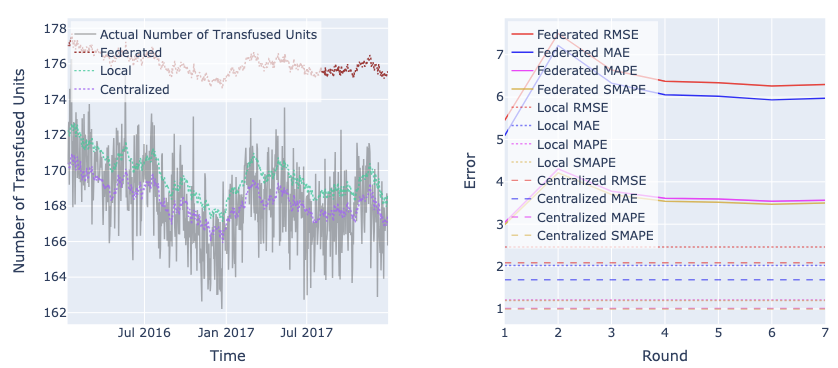 178
176
174
172
170
168
166
164
162
Number of Transfused Units
Actual Number of Transfused Units
Federated
Local
Centralized
Jul 2016
Jan 2017
Jul 2017
Time
7
6
5
4
3
2
1
Error
Federated RMSE
Federated MAE
Federated MAPE
Federated SMAPE
Local RMSE
Local MAE
Local MAPE
Local SMAPE
Centralized RMSE
Centralized MAE
Centralized MAPE
Centralized SMAPE
1
2
3
4
5
6
7
Round